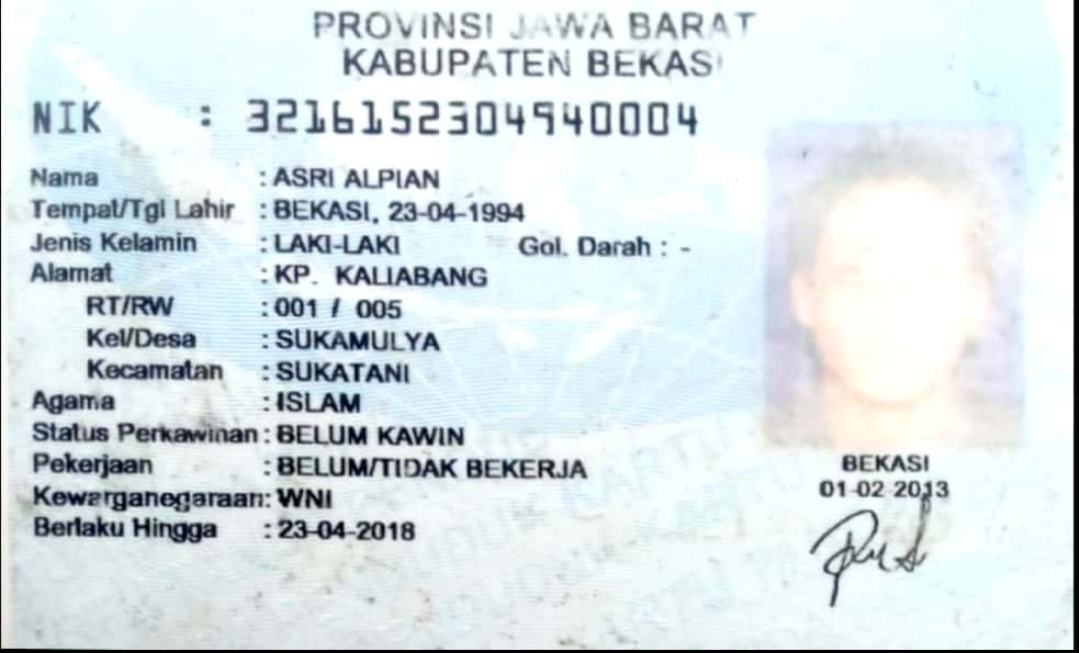 PROVINSI JAWA BARAT
KABUPATEN BEKASI
NIK : 3216152304940004
Nama : ASRI ALPIAN
Tempat/Tgl Lahir : BEKASI, 23-04-1994
Jenis Kelamin : LAKI-LAKI Gol. Darah : -
Alamat : KP. KALIABANG
RT/RW : 001 / 005
Kel/Desa : SUKAMULYA
Kecamatan : SUKATANI
Agama : ISLAM
Status Perkawinan : BELUM KAWIN
Pekerjaan : BELUM/TIDAK BEKERJA
Kewarganegaraan : WNI
Berlaku Hingga : 23-04-2018
BEKASI
01-02-2013